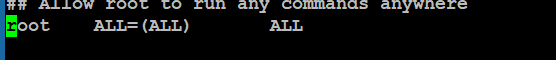 ## Allow root to run any commands anywhere
root    ALL=(ALL)       ALL